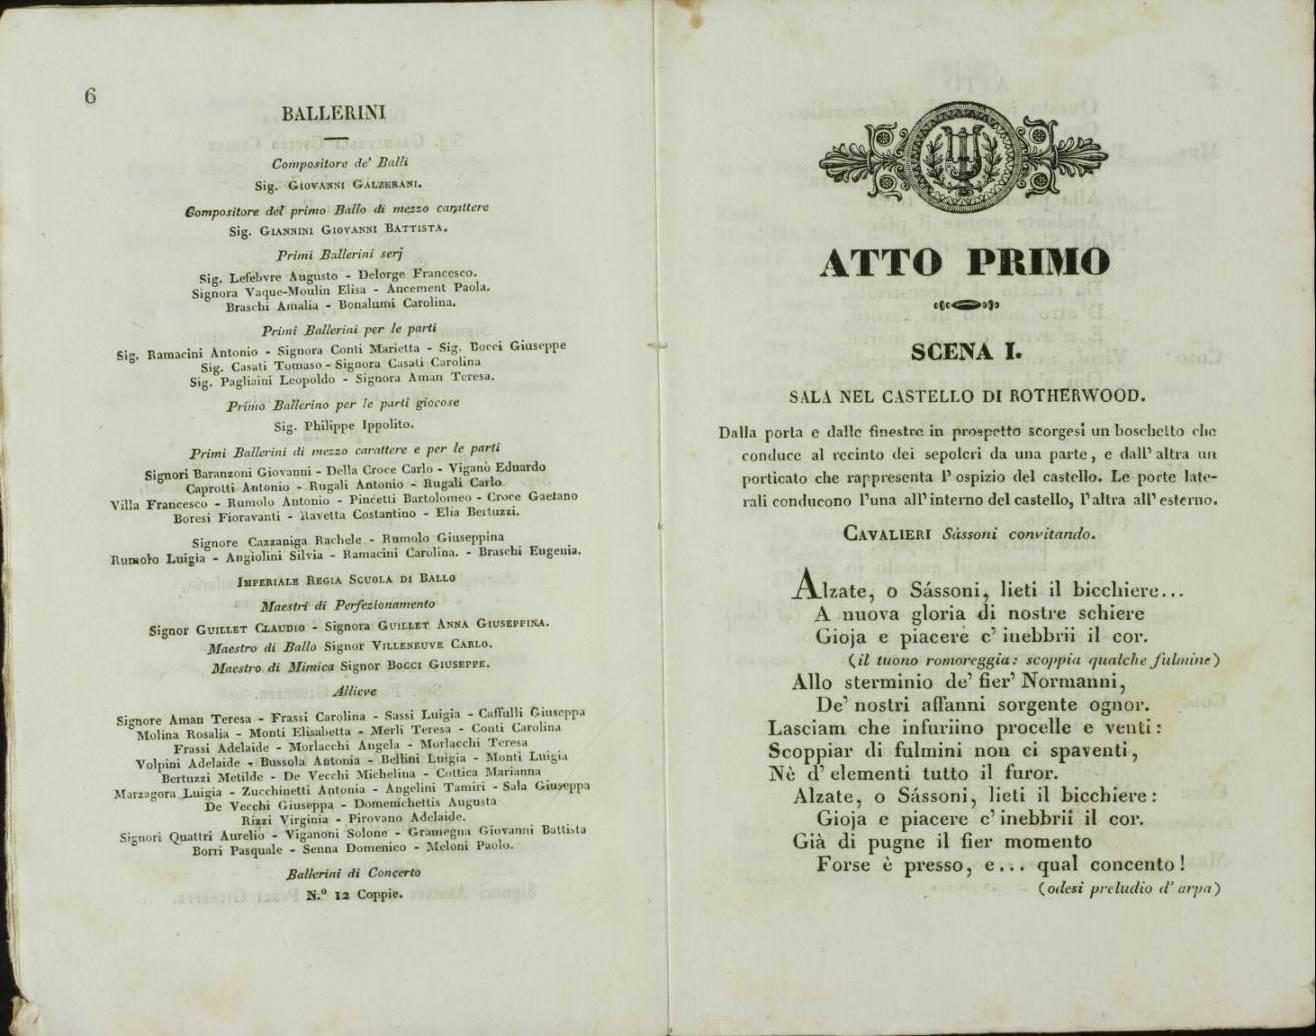 6
BALLERINI
Compositore de' Balli
Sig. GIOVANNI GALZERANI.
Compositore del primo Ballo di mezzo carattere
Sig. GIANNINI GIOVANNI BATTISTA.
Primi Ballerini serj
Sig. Lefebvre Augusto - Delorge Francesco.
Signora Vaque-Moulin Elisa - Ancement Paola.
Braschi Amalia - Bonalumi Carolina.
Primi Ballerini per le parti
Sig. Ramacini Antonio - Signora Conti Marietta - Sig. Bocci Giuseppe
Sig. Casati Tomaso - Signora Casati Carolina
Sig. Pagliaini Leopoldo - Signora Aman Teresa.
Primo Ballerino per le parti giocose
Sig. Philippe Ippolito.
Primi Ballerini di mezzo carattere e per le parti
Signori Baranzoni Giovanni - Della Croce Carlo - Viganò Eduardo
Caprotti Antonio - Rugali Antonio - Rugali Carlo
Villa Francesco - Rumolo Antonio - Pincetti Bartolomeo - Croce Gaetano
Boresi Fioravanti - Ravetta Costantino - Elia Bertuzzi.
Signore Cazzaniga Rachele - Rumolo Giuseppina
Rumolo Luigia - Angiolini Silvia - Ramacini Carolina. - Braschi Eugenia.
IMPERIALE REGIA SCUOLA DI BALLO
Maestri di Perfezionamento
Signor GUILLET CLAUDIO - Signora GUILLET ANNA GIUSEPPINA.
Maestro di Ballo Signor VILLENEUVE CARLO.
Maestro di Mimica Signor BOCCI GIUSEPPE.
Allieve
Signore Aman Teresa - Frassi Carolina - Sassi Luigia - Caffulli Giuseppa
Molina Rosalia - Monti Elisabetta - Merli Teresa - Conti Carolina
Frassi Adelaide - Morlacchi Angela - Morlacchi Teresa
Volpini Adelaide - Bussola Antonia - Bellini Luigia - Monti Luigia
Bertuzzi Metilde - De Vecchi Michelina - Cottica Marianna
Marzagora Luigia - Zucchinetti Antonia - Angelini Tamiri - Sala Giuseppa
De Vecchi Giuseppa - Domenichettis Augusta
Rizzi Virginia - Pirovano Adelaide.
Signori Quattri Aurelio - Viganoni Solone - Gramegna Giovanni Battista
Borri Pasquale - Senna Domenico - Meloni Paolo.
Ballerini di Concerto
N.º 12 Coppie.
ATTO PRIMO
SCENA I.
SALA NEL CASTELLO DI ROTHERWOOD.
Dalla porta e dalle finestre in prospetto scorgesi un boschetto che
conduce al recinto dei sepolcri da una parte, e dall' altra un
porticato che rappresenta l' ospizio del castello. Le porte late-
rali conducono l'una all' interno del castello, l'altra all' esterno.
CAVALIERI Sássoni convitando.
Alzate, o Sássoni, lieti il bicchiere...
A nuova gloria di nostre schiere
Gioja e piacere c' inebbrii il cor.
(il tuono romoreggia: scoppia qualche fulmine)
Allo sterminio de' fier' Normanni,
De' nostri affanni sorgente ognor.
Lasciam che infuriino procelle e venti:
Scoppiar di fulmini non ci spaventi,
Nè d' elementi tutto il furor.
Alzate, o Sássoni, lieti il bicchiere:
Gioja e piacere c' inebbrii il cor.
Già di pugne il fier momento
Forse è presso, e... qual concento!
(odesi preludio d' arpa)